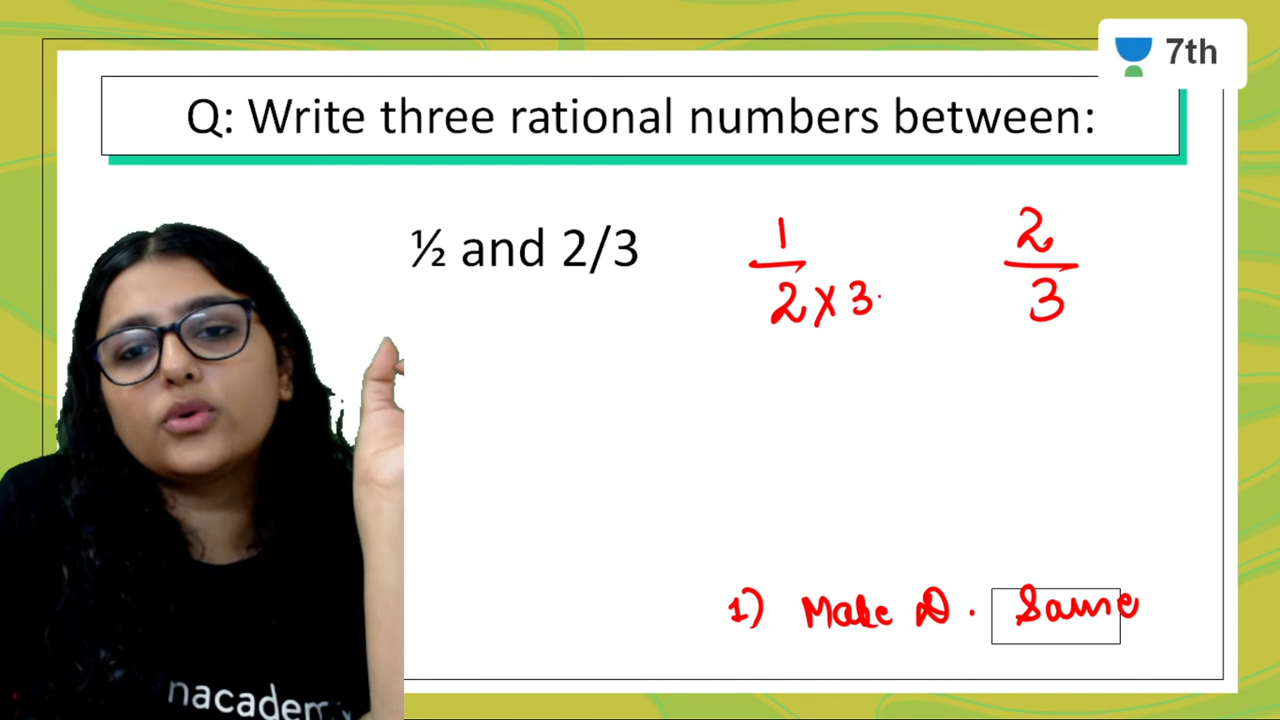 7th
Q: Write three rational numbers between:
½ and 2/3
1
2 × 3
2
3
1) Make D. Same
nacadem